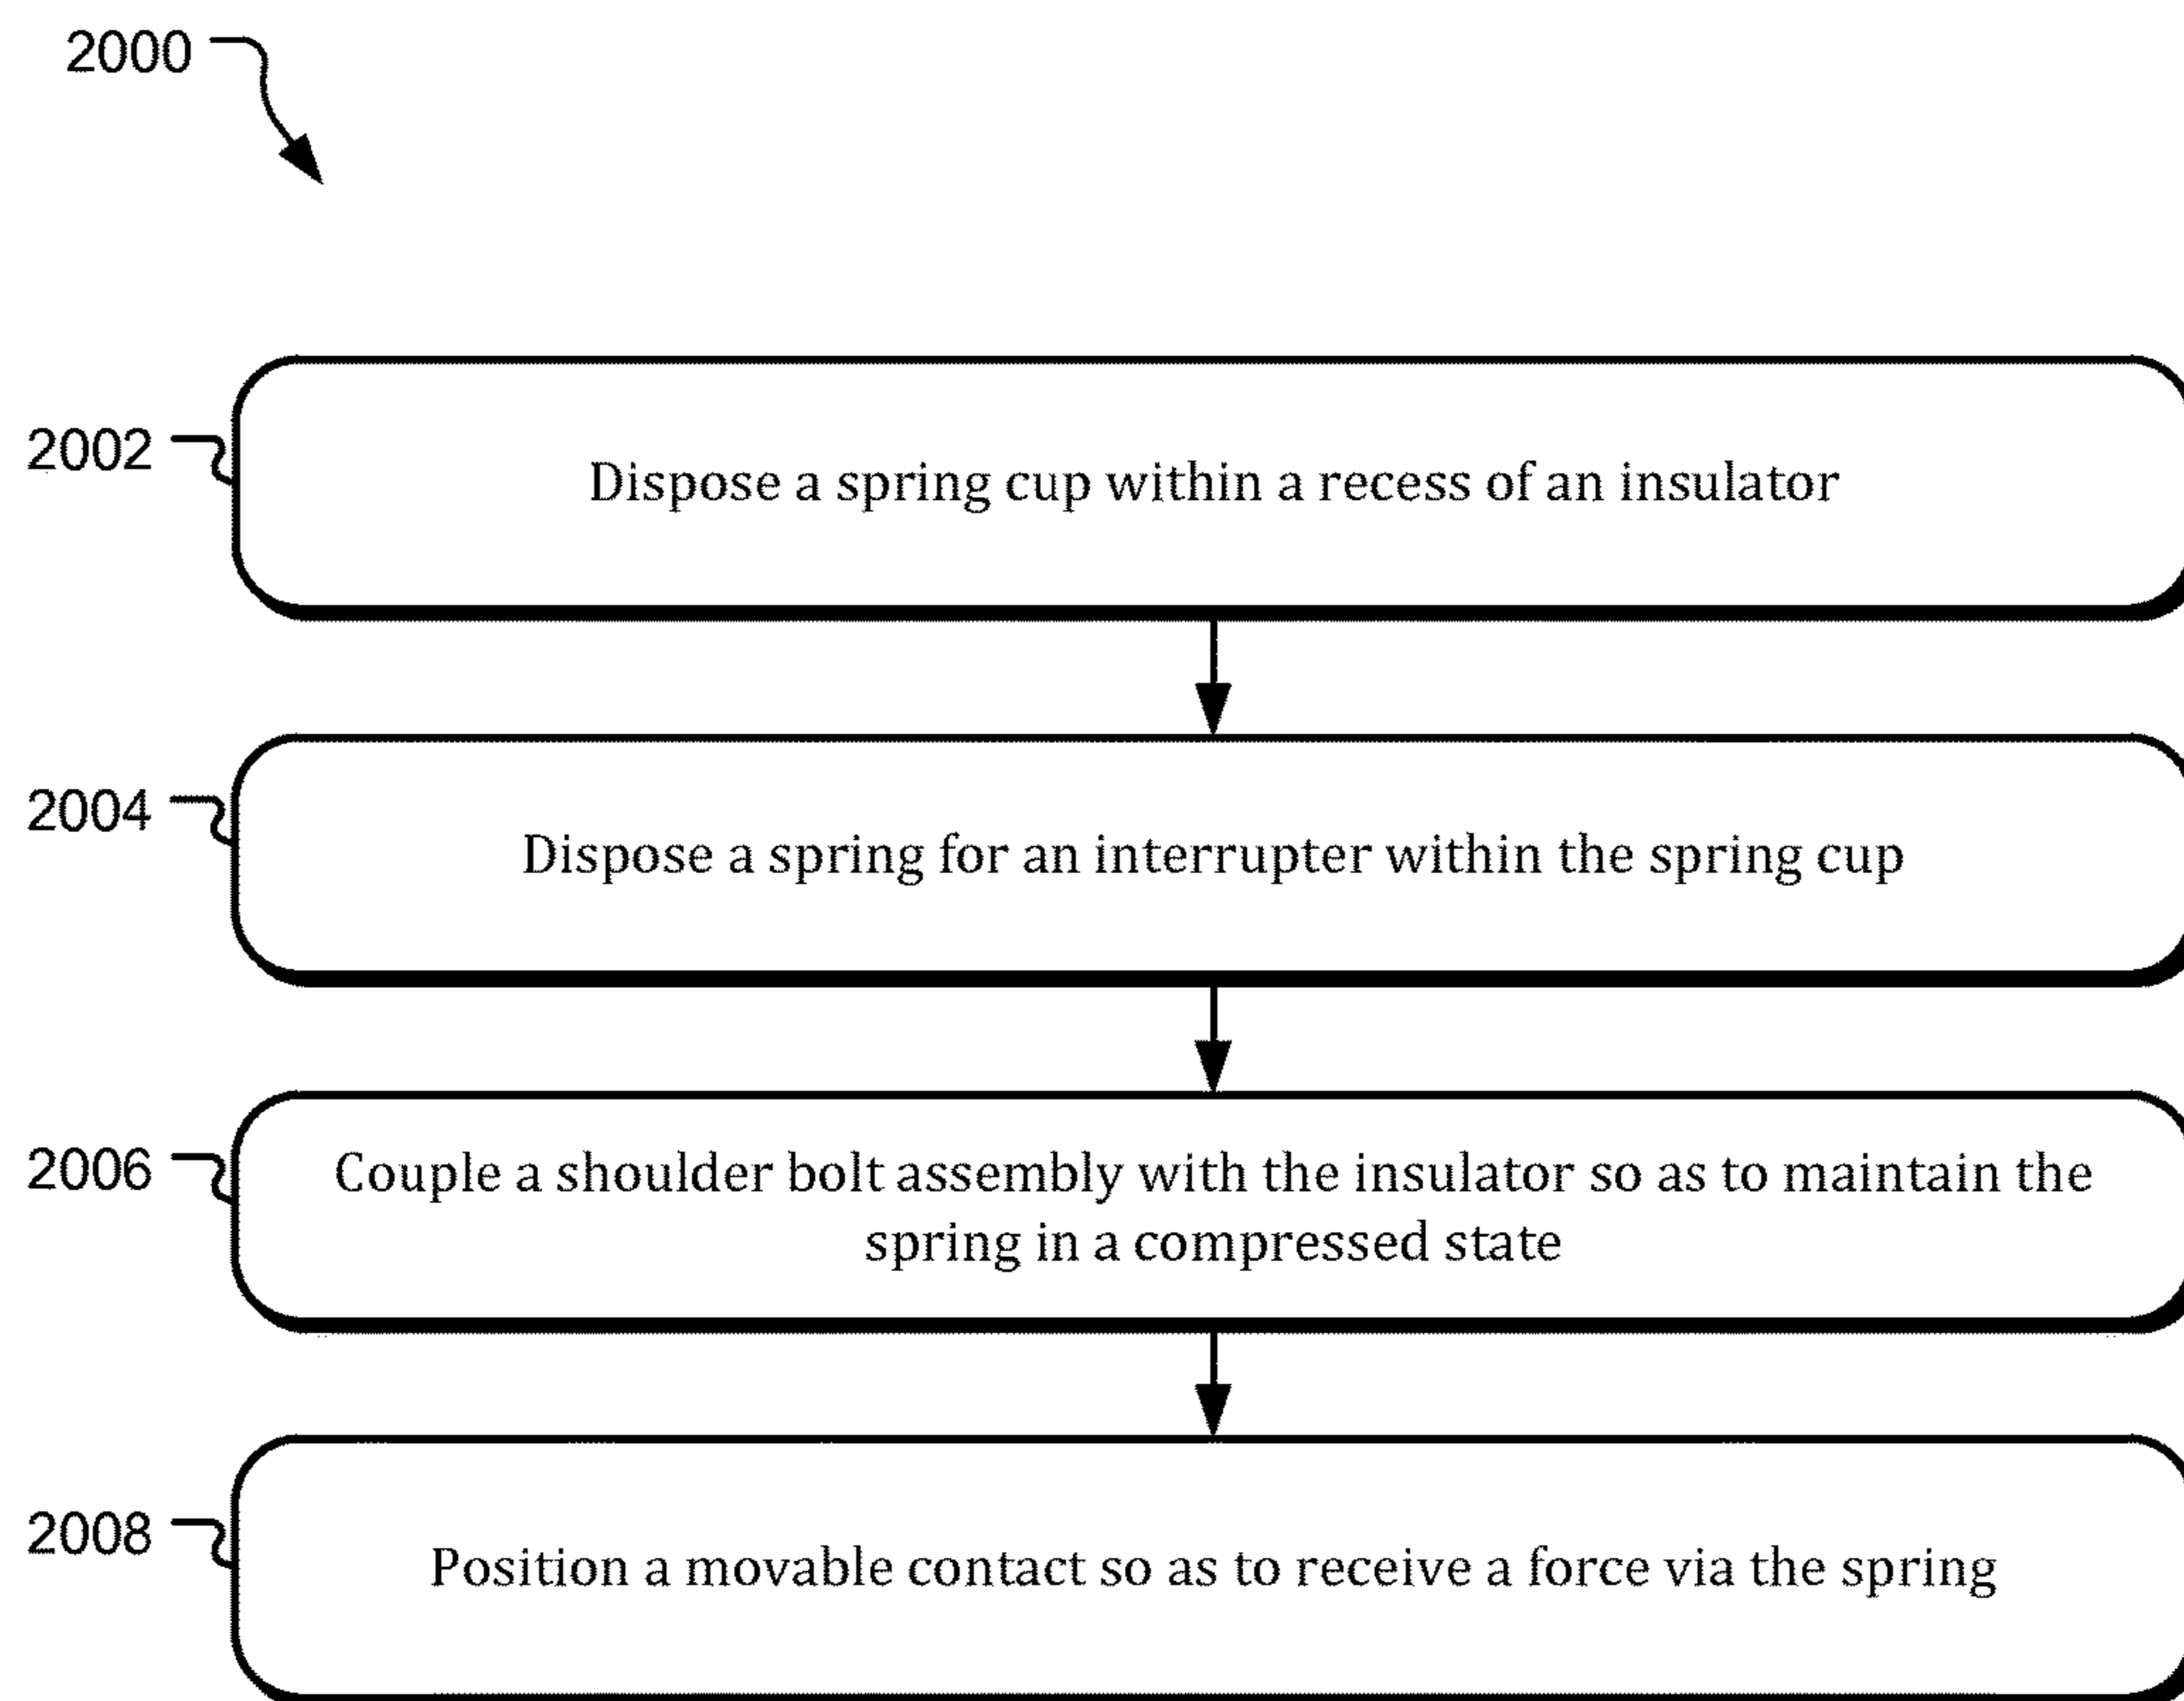 2000
2002
Dispose a spring cup within a recess of an insulator
2004
Dispose a spring for an interrupter within the spring cup
2006
Couple a shoulder bolt assembly with the insulator so as to maintain the
spring in a compressed state
2008
Position a movable contact so as to receive a force via the spring